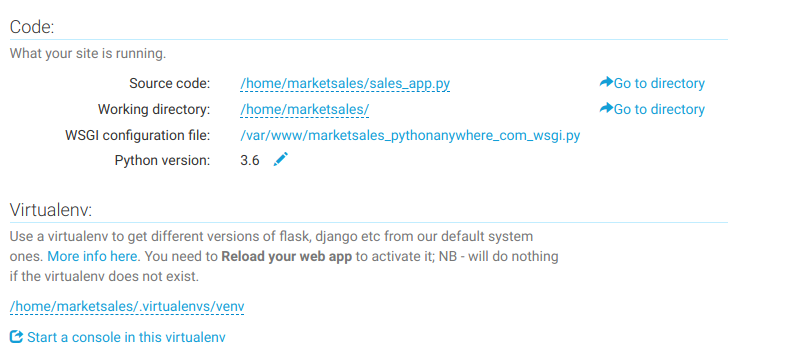 Code:
What your site is running.
Source code: /home/marketsales/sales_app.py Go to directory
Working directory: /home/marketsales/ Go to directory
WSGI configuration file: /var/www/marketsales_pythonanywhere_com_wsgi.py
Python version: 3.6
Virtualenv:
Use a virtualenv to get different versions of flask, django etc from our default system
ones. More info here. You need to Reload your web app to activate it; NB - will do nothing
if the virtualenv does not exist.
/home/marketsales/.virtualenvs/venv
Start a console in this virtualenv